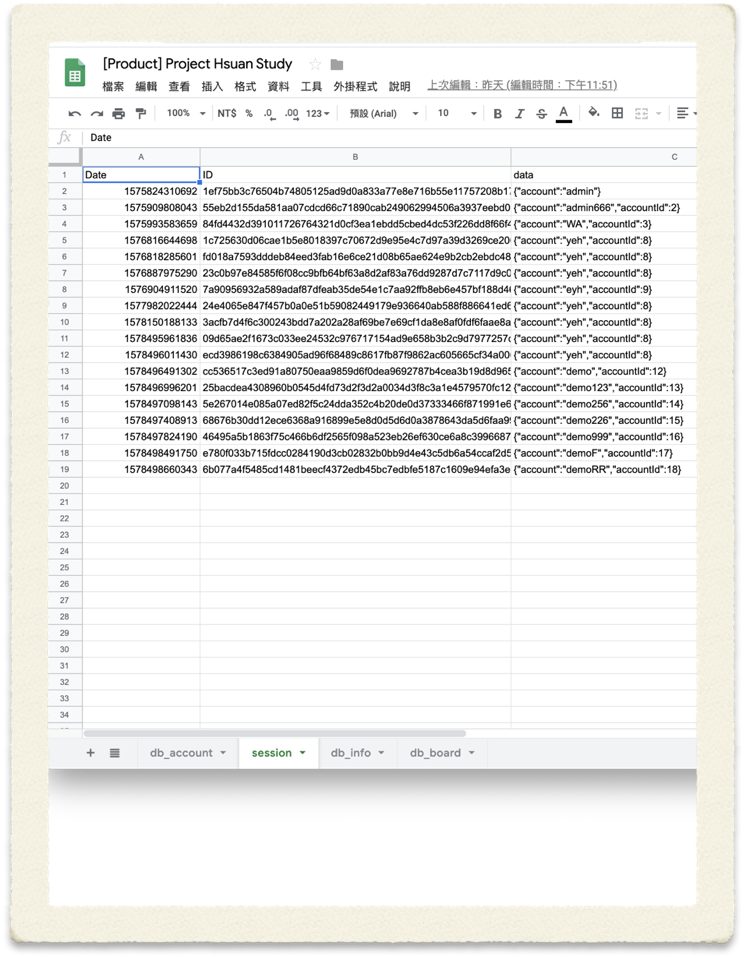 [Product] Project Hsuan Study
檔案 編輯 查看 插入 格式 資料 工具 外掛程式 說明 上次編輯：昨天 (編輯時間：下午11:51)
100% NT$ % .0 .00 123 預設 (Arial) 10 B I S A
fx Date
A B C
1 Date ID data
2 1575824310692 1ef75bb3c76504b74805125ad9d0a833a77e8e716b55e11757208b17 {"account":"admin"}
3 1575909808043 55eb2d155da581aa07cdcd66c71890cab249062994506a3937eebd0 {"account":"admin666","accountId":2}
4 1575993583659 84fd4432d391011726764321d0cf3ea1ebdd5cbed4dc53f226dd8f66f4 {"account":"WA","accountId":3}
5 1576816644698 1c725630d06cae1b5e8018397c70672d9e95e4c7d97a39d3269ce20 {"account":"yeh","accountId":8}
6 1576818285601 fd018a7593dddeb84eed3fab16e6ce21d08b65ae624e9b2cb2ebdc48 {"account":"yeh","accountId":8}
7 1576887975290 23c0b97e84585f6f08cc9bfb64bf63a8d2af83a76dd9287d7c7117d9c0 {"account":"yeh","accountId":8}
8 1576904911520 7a90956932a589adaf87dfeab35de54e1c7aa92ffb8eb6e457bf188d4 {"account":"eyh","accountId":9}
9 1577982022444 24e4065e847f457b0a0e51b59082449179e936640ab588f886641ed6 {"account":"yeh","accountId":8}
10 1578150188133 3acfb7d4f6c300243bdd7a202a28af69be7e69cf1da8e8af0fdf6faae8a {"account":"yeh","accountId":8}
11 1578495961836 09d65ae2f1673c033ee24532c976717154ad9e658b3b2c9d7977257 {"account":"yeh","accountId":8}
12 1578496011430 ecd3986198c6384905ad96f68489c8617fb87f9862ac605665cf34a00 {"account":"yeh","accountId":8}
13 1578496491302 cc536517c3ed91a80750eaa9859d6f0dea9692787b4cea3b19d8d96 {"account":"demo","accountId":12}
14 1578496996201 25bacdea4308960b0545d4fd73d2f3d2a0034d3f8c3a1e4579570fc12 {"account":"demo123","accountId":13}
15 1578497098143 5e267014e085a07ed82f5c24dda352c4b20de0d37333466f871991e6 {"account":"demo256","accountId":14}
16 1578497408913 68676b30dd12ece6368a916899e5e8d0d5d6d0a3878643da5d6faa9 {"account":"demo226","accountId":15}
17 1578497824190 46495a5b1863f75c466b6df2565f098a523eb26ef630ce6a8c3996687 {"account":"demo999","accountId":16}
18 1578498491750 e780f033b715fdcc0284190d3cb02832b0bb9d4e43c5db6a54ccaf2d5 {"account":"demoF","accountId":17}
19 1578498660343 6b077a4f5485cd1481beecf4372edb45bc7edbfe5187c1609e94efa3e {"account":"demoRR","accountId":18}
20
21
22
23
24
25
26
27
28
29
30
31
32
33
34
db_account session db_info db_board